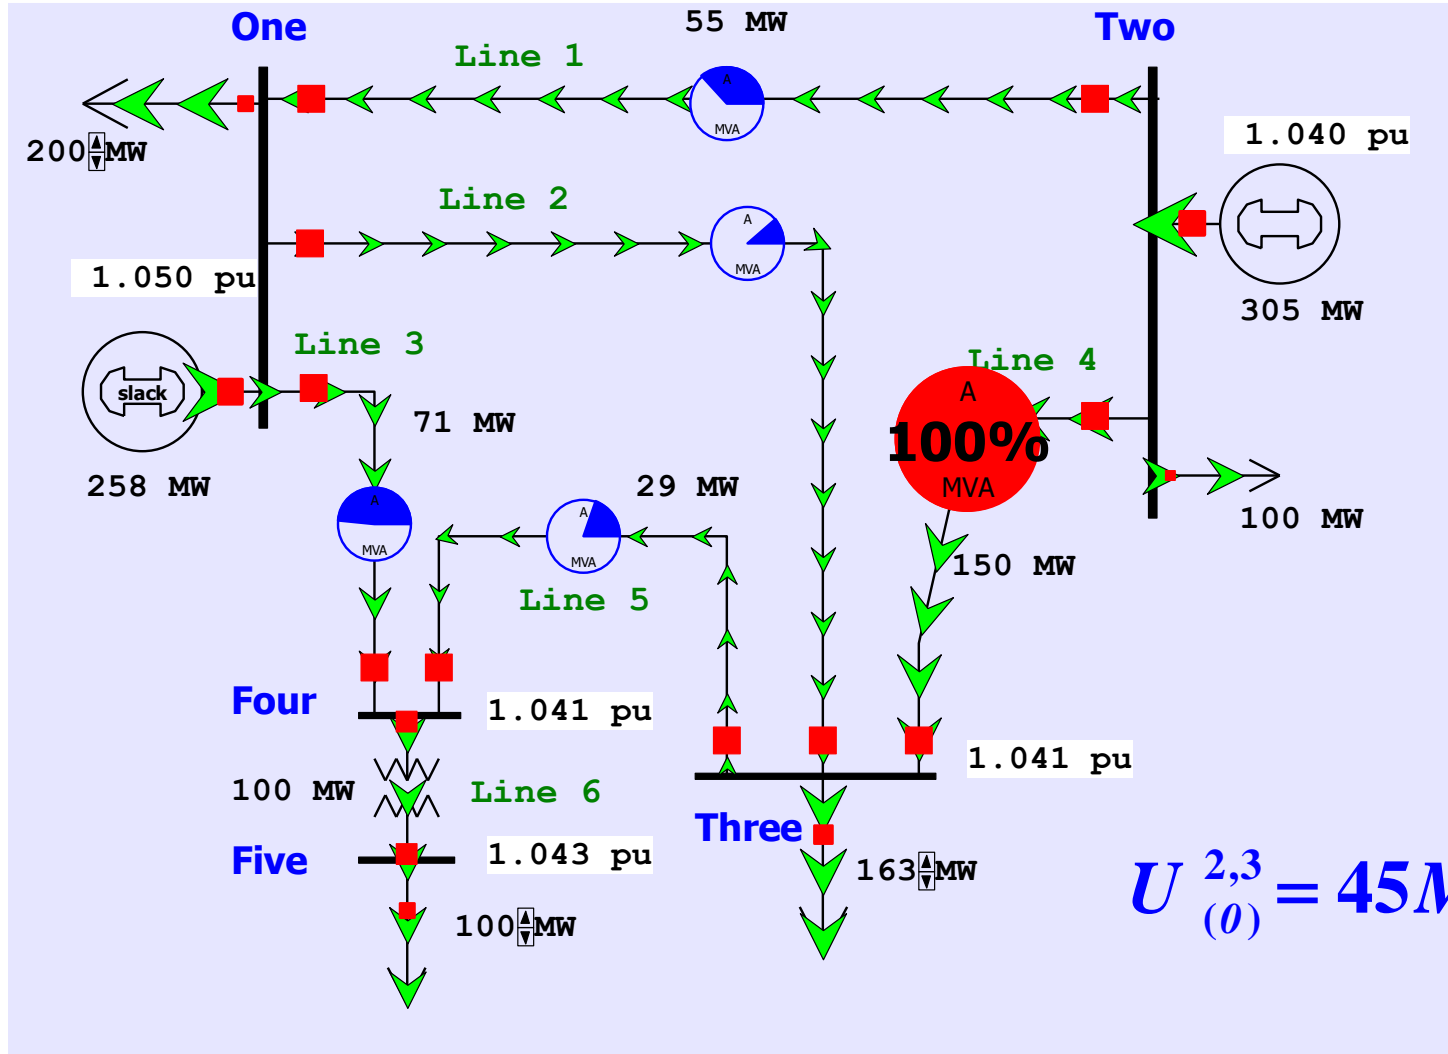 One
55 MW
Two
Line 1
A
MVA
200 MW
1.040 pu
Line 2
A
MVA
1.050 pu
305 MW
Line 3
slack
Line 4
A
100%
MVA
71 MW
258 MW
29 MW
A
MVA
A
MVA
100 MW
150 MW
Line 5
Four
1.041 pu
1.041 pu
100 MW
Line 6
Three
Five
1.043 pu
163 MW
100 MW
U 2,3 (0) = 45